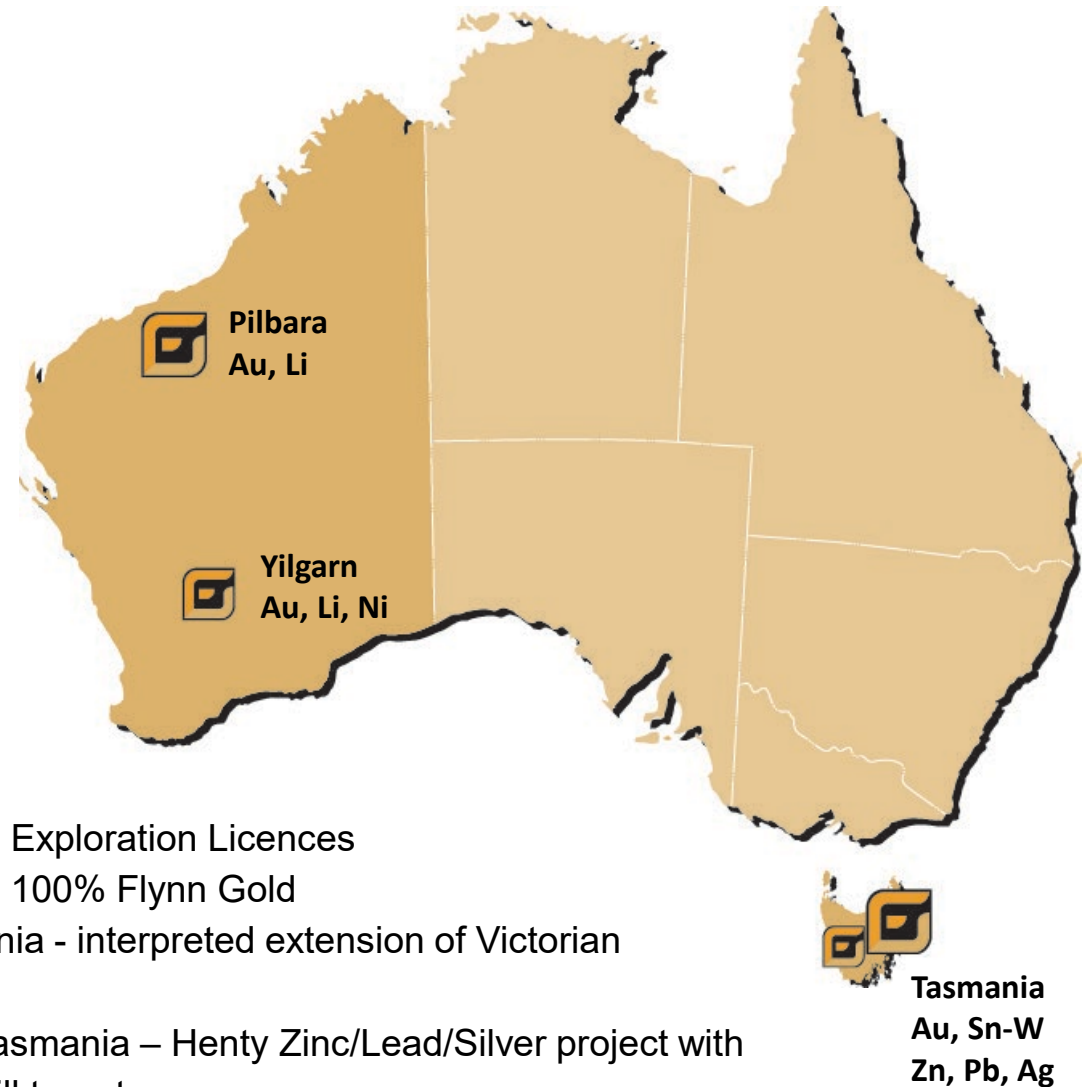 Pilbara
Au, Li
Yilgarn
Au, Li, Ni
Exploration Licences
100% Flynn Gold
nia - interpreted extension of Victorian
Tasmania
Au, Sn-W
Zn, Pb, Ag
asmania – Henty Zinc/Lead/Silver project with